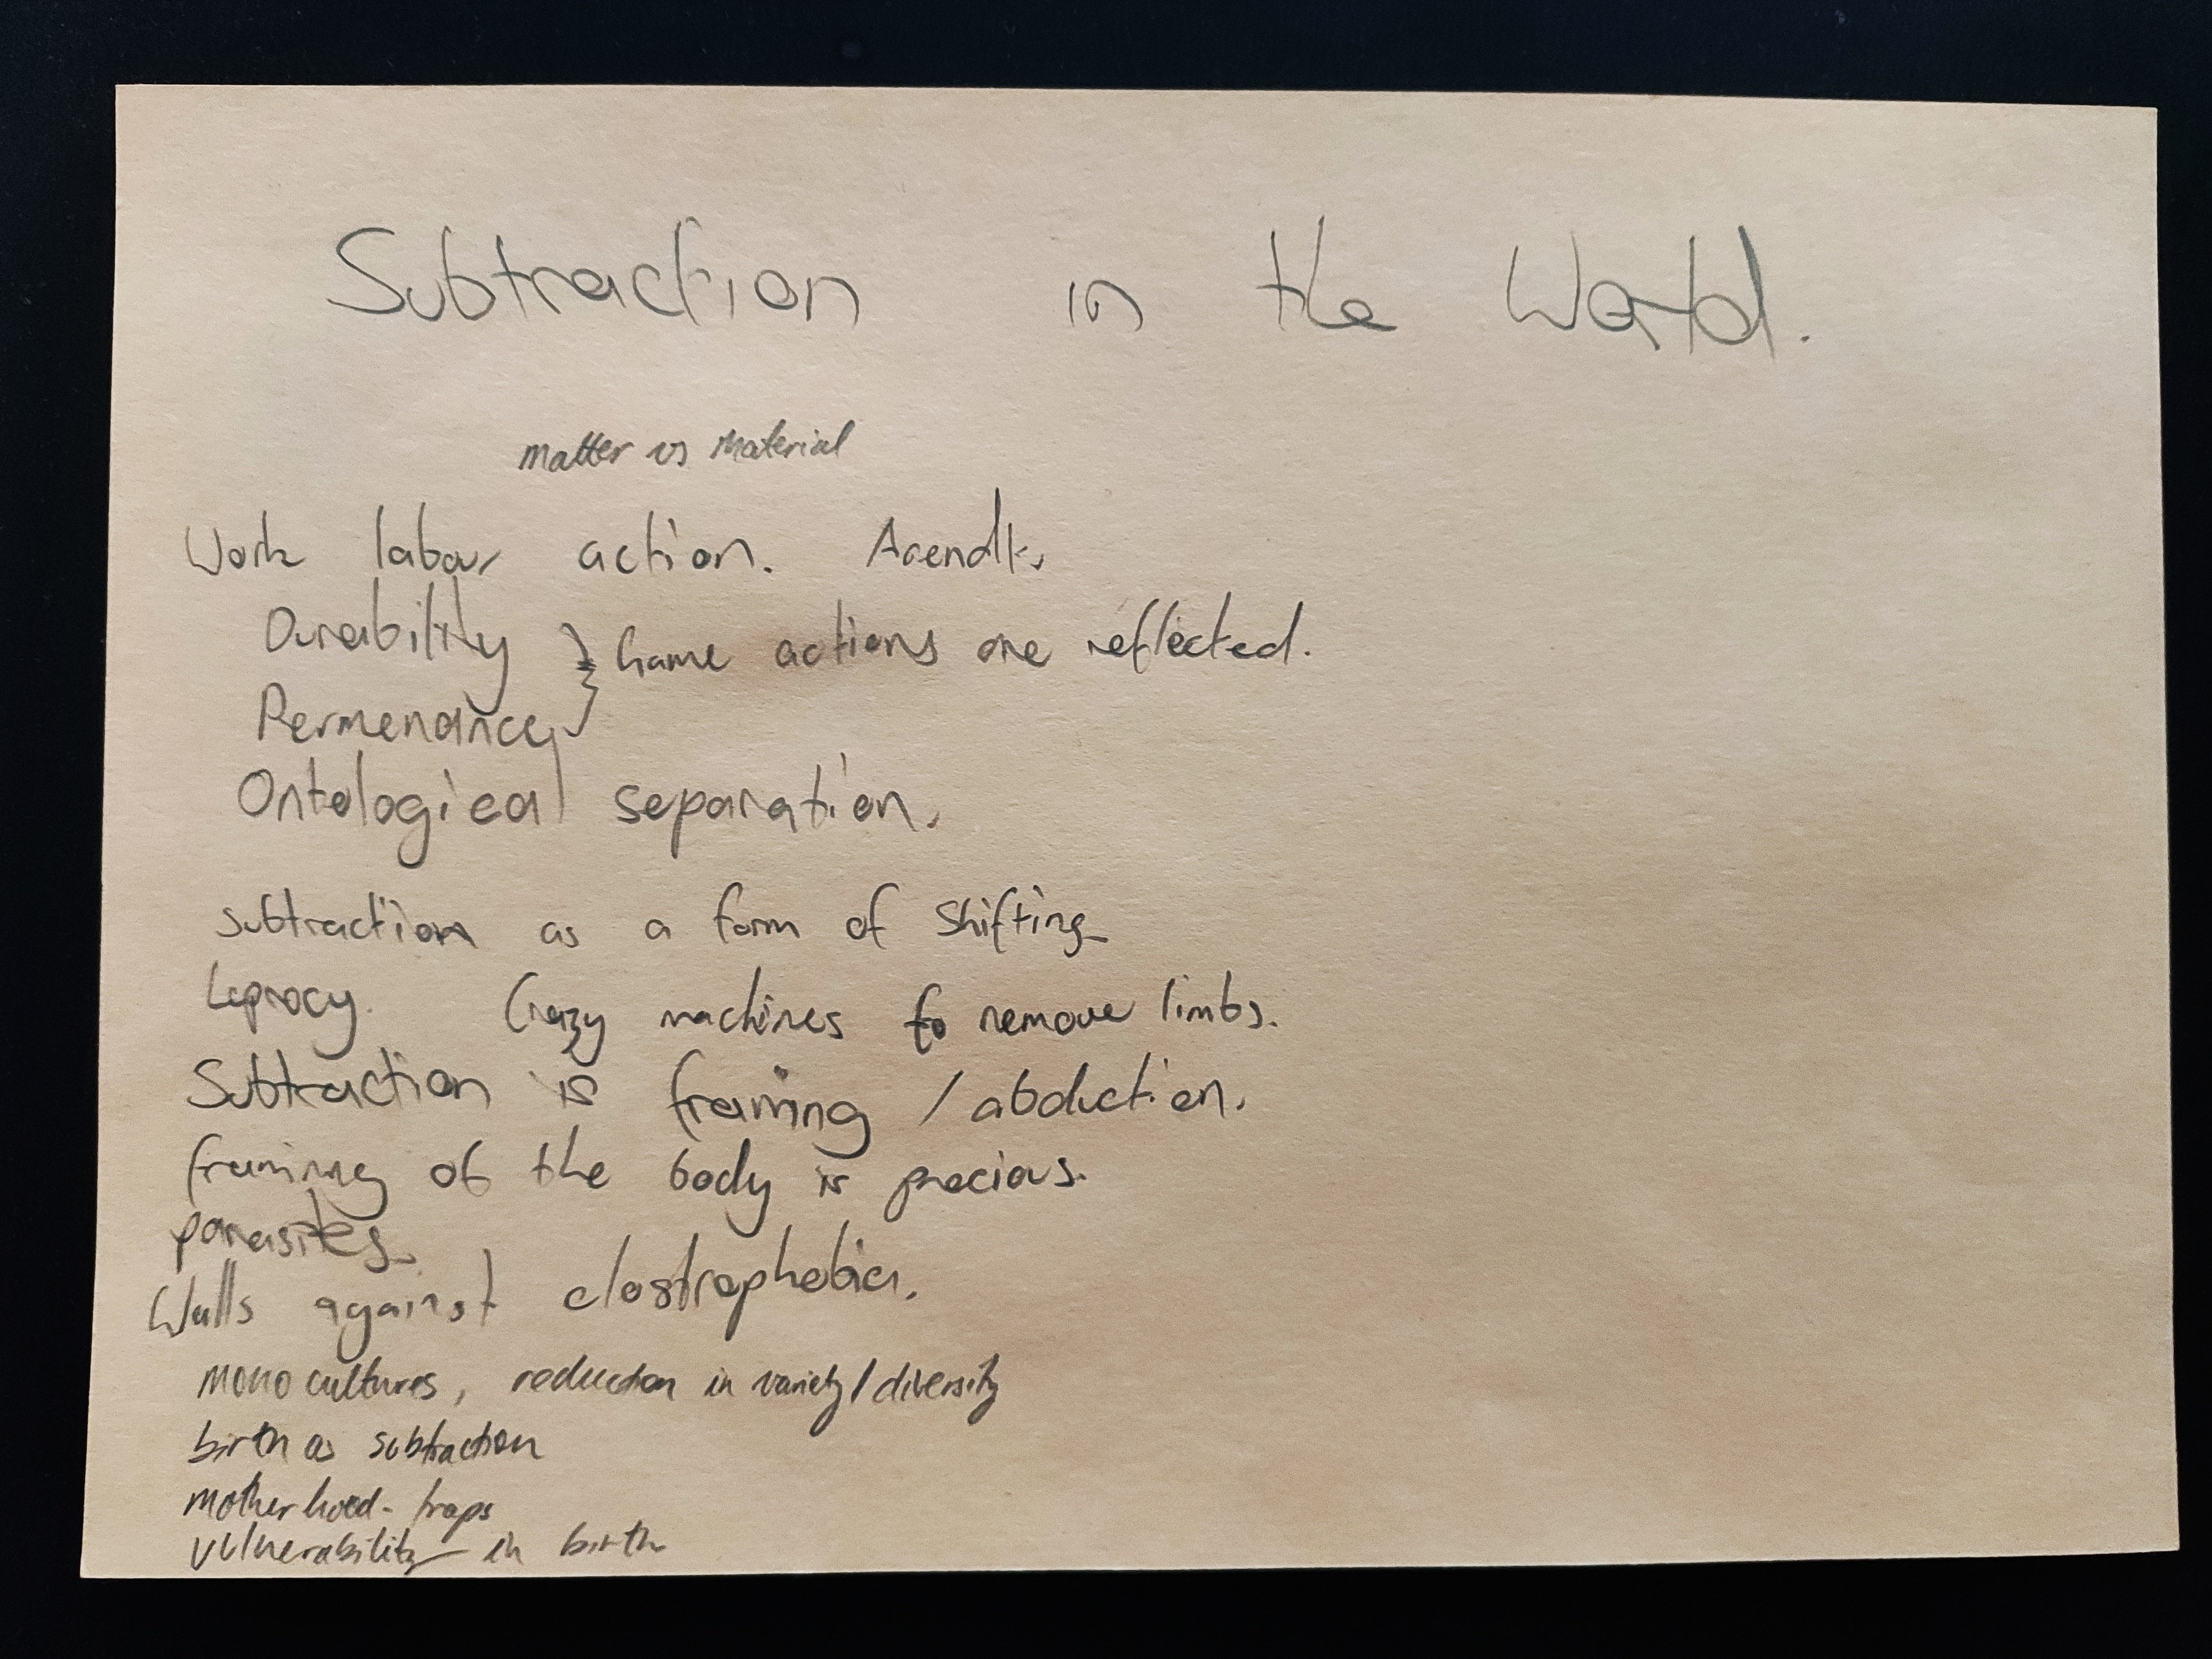 Subtraction in the World.
matter vs Material
Work labour action. Arendt.
Durability
} Game actions are reflected.
Permenance
Ontological separation.
subtraction as a form of shifting
Leprocy. Crazy machines to remove limbs.
Subtraction is framing / abduction.
framing of the body is precious.
parasites
Walls against clostrophobia.
mono cultures, reduction in variety / diversity
birth as subtraction
motherhood - traps
vulnerability in birth